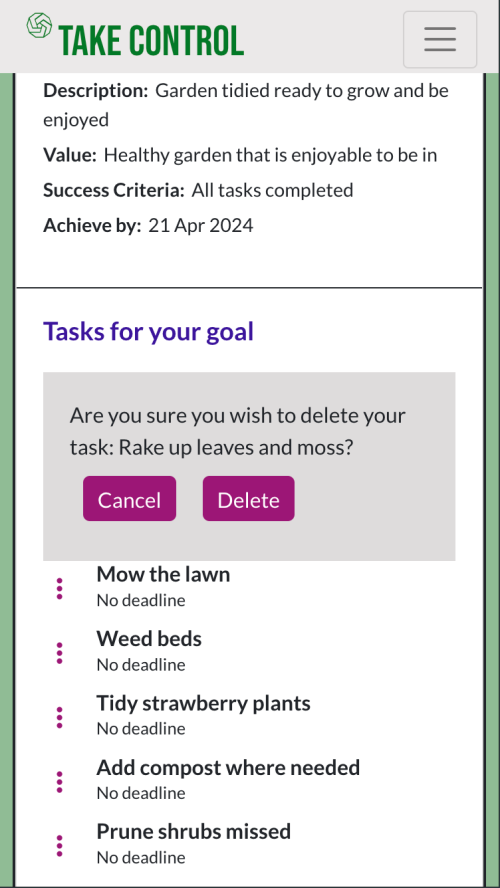 TAKE CONTROL
Description: Garden tidied ready to grow and be
enjoyed
Value: Healthy garden that is enjoyable to be in
Success Criteria: All tasks completed
Achieve by: 21 Apr 2024
Tasks for your goal
Are you sure you wish to delete your
task: Rake up leaves and moss?
Cancel Delete
Mow the lawn
No deadline
Weed beds
No deadline
Tidy strawberry plants
No deadline
Add compost where needed
No deadline
Prune shrubs missed
No deadline